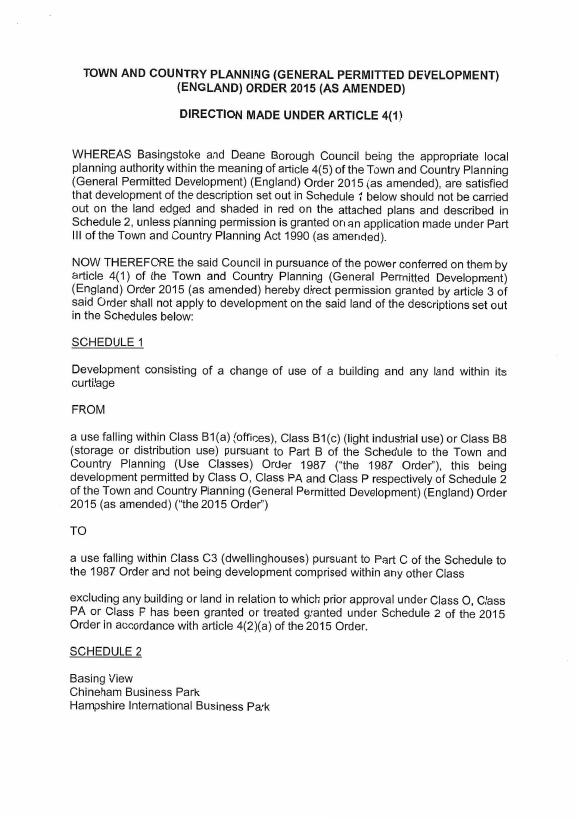 TOWN AND COUNTRY PLANNING (GENERAL PERMITTED DEVELOPMENT)
(ENGLAND) ORDER 2015 (AS AMENDED)
DIRECTION MADE UNDER ARTICLE 4(1)
WHEREAS Basingstoke and Deane Borough Council being the appropriate local
planning authority within the meaning of article 4(5) of the Town and Country Planning
(General Permitted Development) (England) Order 2015 (as amended), are satisfied
that development of the description set out in Schedule 1 below should not be carried
out on the land edged and shaded in red on the attached plans and described in
Schedule 2, unless planning permission is granted on an application made under Part
III of the Town and Country Planning Act 1990 (as amended).
NOW THEREFORE the said Council in pursuance of the power conferred on them by
article 4(1) of the Town and Country Planning (General Permitted Development)
(England) Order 2015 (as amended) hereby direct permission granted by article 3 of
said Order shall not apply to development on the said land of the descriptions set out
in the Schedules below:
SCHEDULE 1
Development consisting of a change of use of a building and any land within its
curtilage
FROM
a use falling within Class B1(a) (offices), Class B1(c) (light industrial use) or Class B8
(storage or distribution use) pursuant to Part B of the Schedule to the Town and
Country Planning (Use Classes) Order 1987 ("the 1987 Order"), this being
development permitted by Class O, Class PA and Class P respectively of Schedule 2
of the Town and Country Planning (General Permitted Development) (England) Order
2015 (as amended) ("the 2015 Order")
TO
a use falling within Class C3 (dwellinghouses) pursuant to Part C of the Schedule to
the 1987 Order and not being development comprised within any other Class
excluding any building or land in relation to which prior approval under Class O, Class
PA or Class P has been granted or treated granted under Schedule 2 of the 2015
Order in accordance with article 4(2)(a) of the 2015 Order.
SCHEDULE 2
Basing View
Chineham Business Park
Hampshire International Business Park